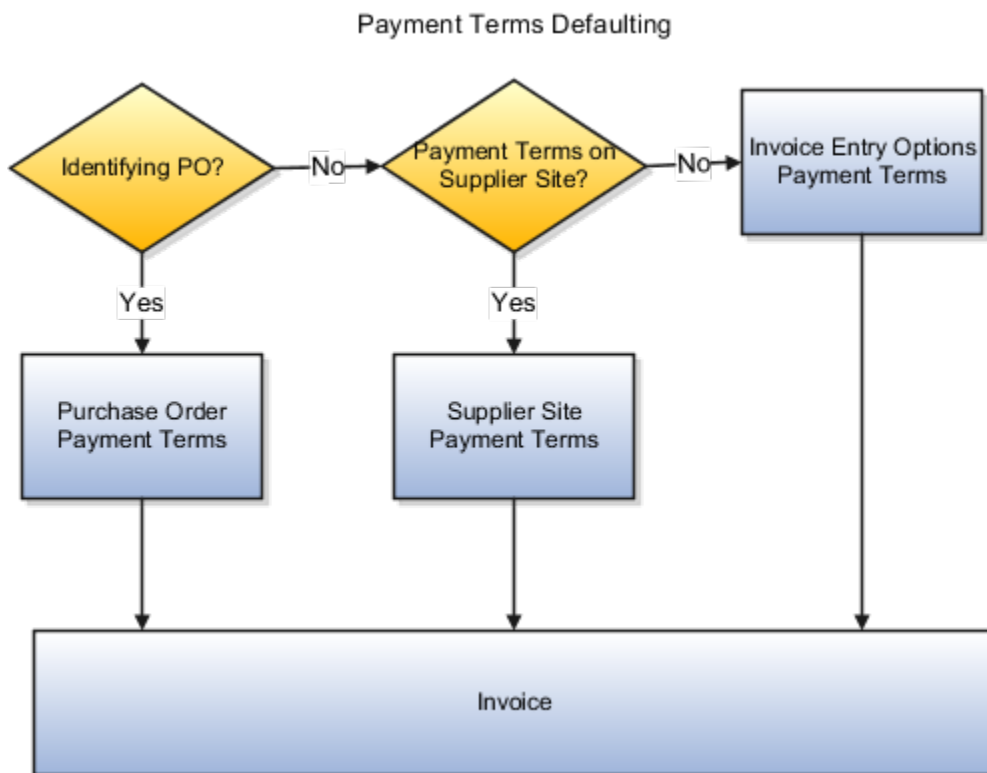 Payment Terms Defaulting
Identifying PO?
No
Payment Terms on
Supplier Site?
No
Invoice Entry Options
Payment Terms
Yes
Yes
Purchase Order
Payment Terms
Supplier Site
Payment Terms
Invoice